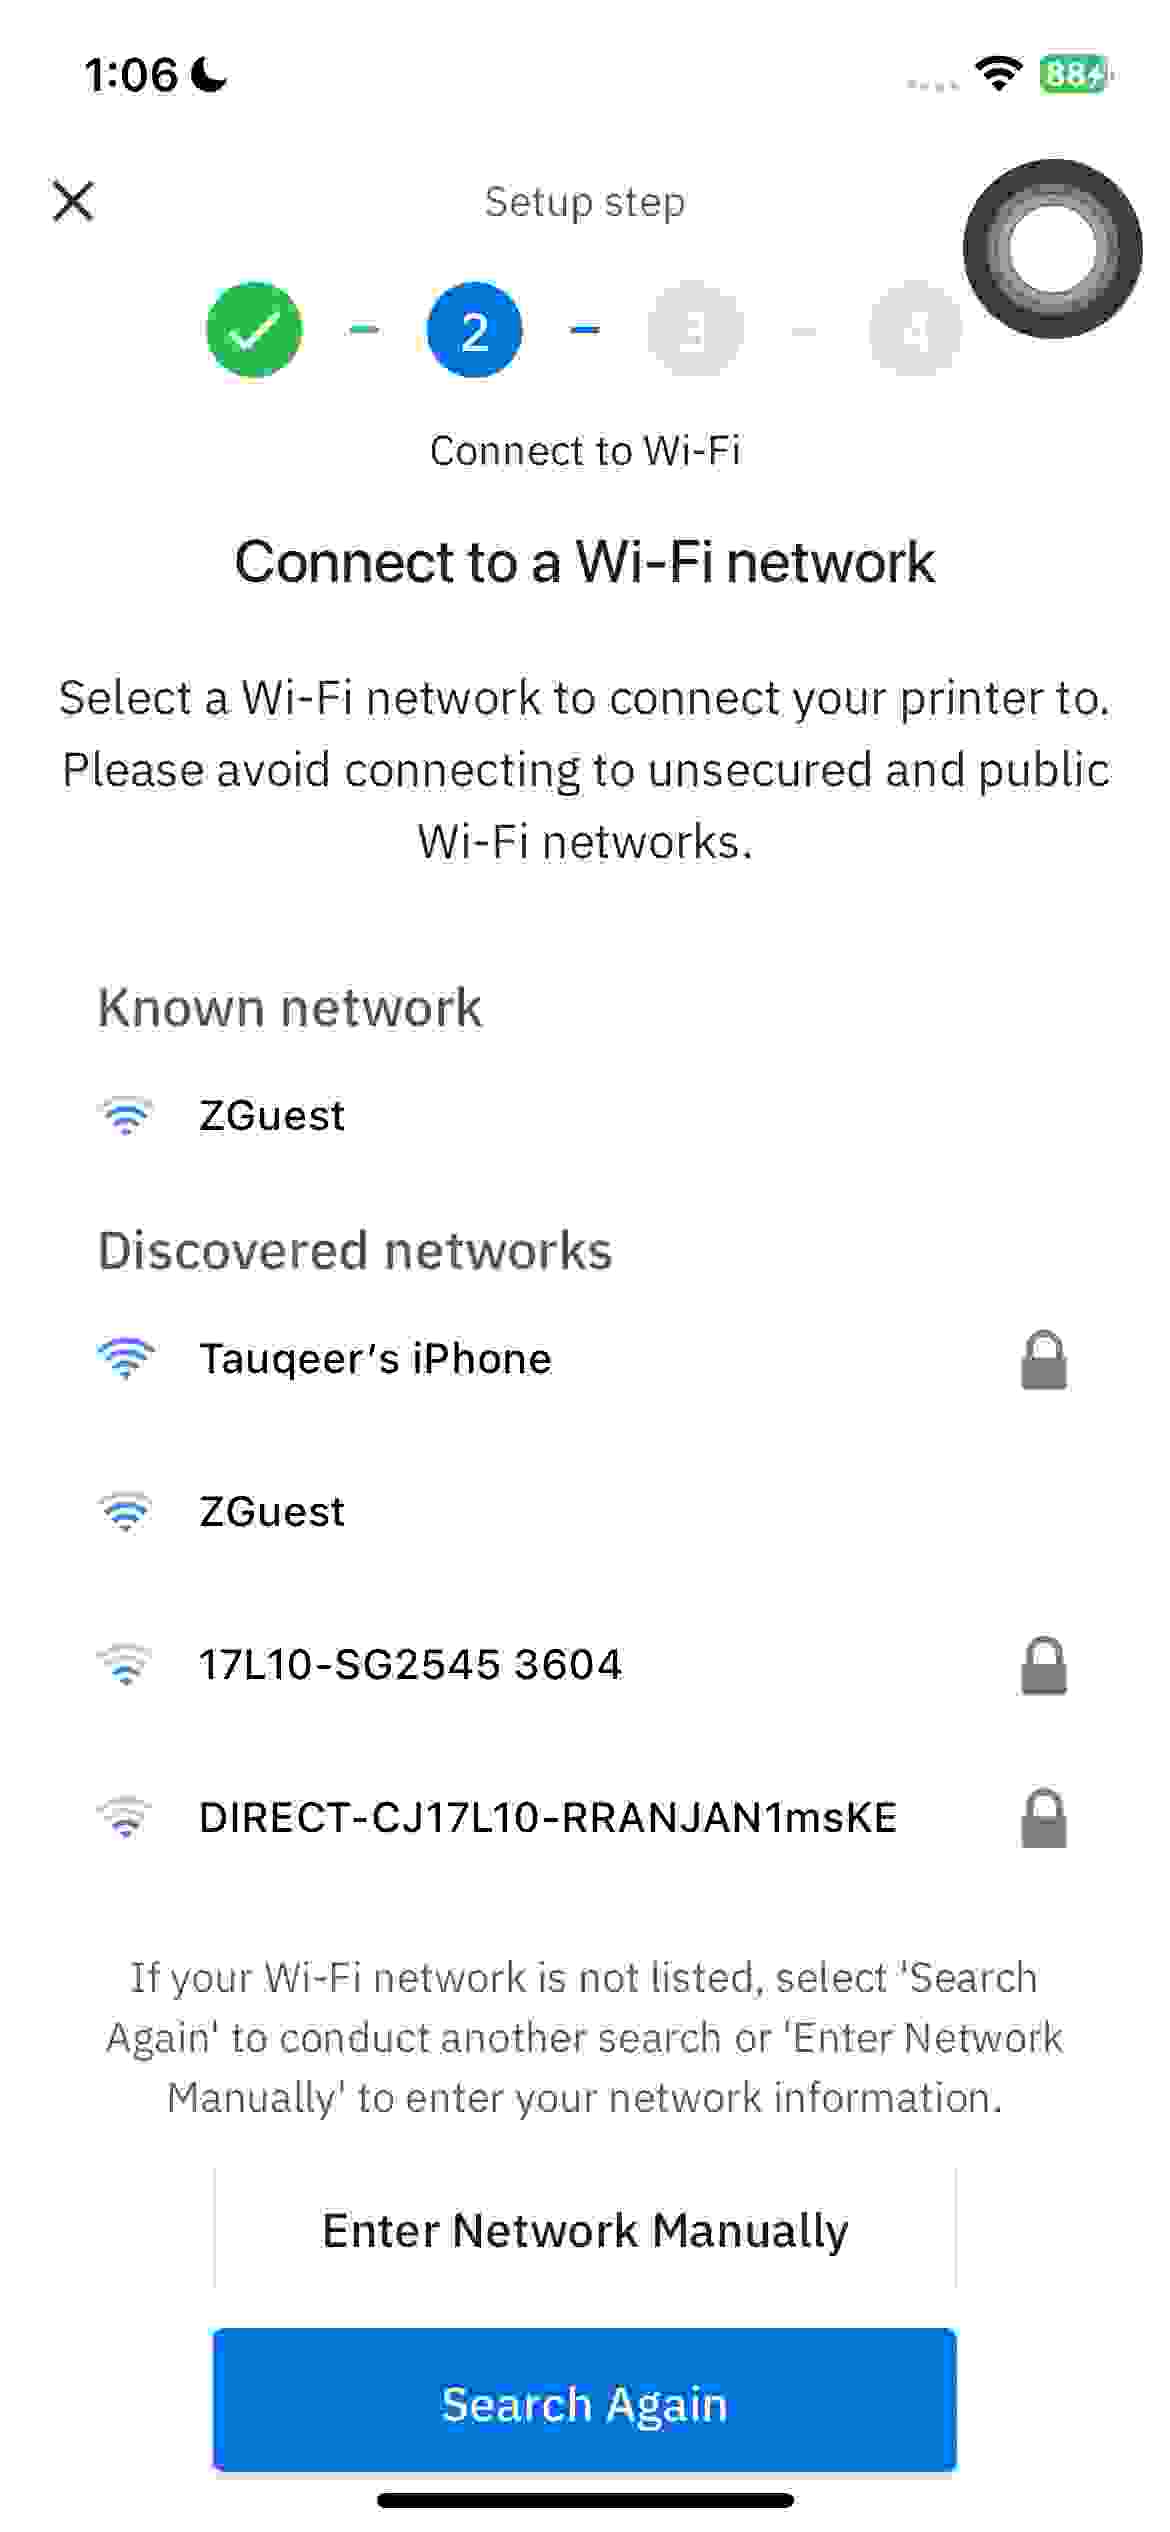 1:06
88
Setup step
2
3
4
Connect to Wi-Fi
Connect to a Wi-Fi network
Select a Wi-Fi network to connect your printer to.
Please avoid connecting to unsecured and public
Wi-Fi networks.
Known network
ZGuest
Discovered networks
Tauqeer's iPhone
ZGuest
17L10-SG2545 3604
DIRECT-CJ17L10-RRANJAN1msKE
If your Wi-Fi network is not listed, select 'Search
Again' to conduct another search or 'Enter Network
Manually' to enter your network information.
Enter Network Manually
Search Again